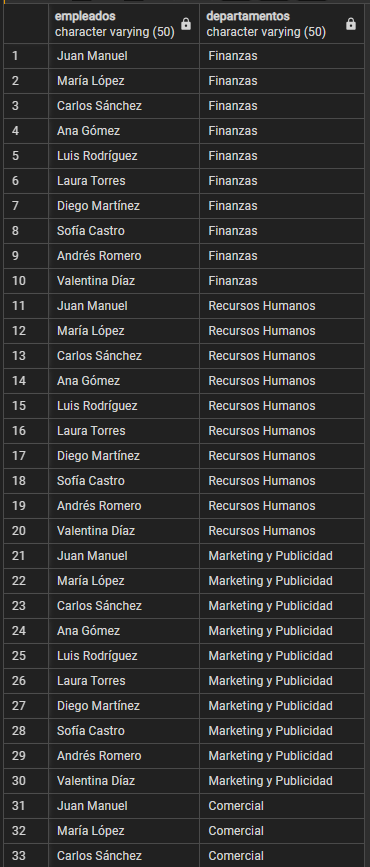 empleados departamentos
character varying (50) character varying (50)
1 Juan Manuel Finanzas
2 María López Finanzas
3 Carlos Sánchez Finanzas
4 Ana Gómez Finanzas
5 Luis Rodríguez Finanzas
6 Laura Torres Finanzas
7 Diego Martínez Finanzas
8 Sofía Castro Finanzas
9 Andrés Romero Finanzas
10 Valentina Díaz Finanzas
11 Juan Manuel Recursos Humanos
12 María López Recursos Humanos
13 Carlos Sánchez Recursos Humanos
14 Ana Gómez Recursos Humanos
15 Luis Rodríguez Recursos Humanos
16 Laura Torres Recursos Humanos
17 Diego Martínez Recursos Humanos
18 Sofía Castro Recursos Humanos
19 Andrés Romero Recursos Humanos
20 Valentina Díaz Recursos Humanos
21 Juan Manuel Marketing y Publicidad
22 María López Marketing y Publicidad
23 Carlos Sánchez Marketing y Publicidad
24 Ana Gómez Marketing y Publicidad
25 Luis Rodríguez Marketing y Publicidad
26 Laura Torres Marketing y Publicidad
27 Diego Martínez Marketing y Publicidad
28 Sofía Castro Marketing y Publicidad
29 Andrés Romero Marketing y Publicidad
30 Valentina Díaz Marketing y Publicidad
31 Juan Manuel Comercial
32 María López Comercial
33 Carlos Sánchez Comercial